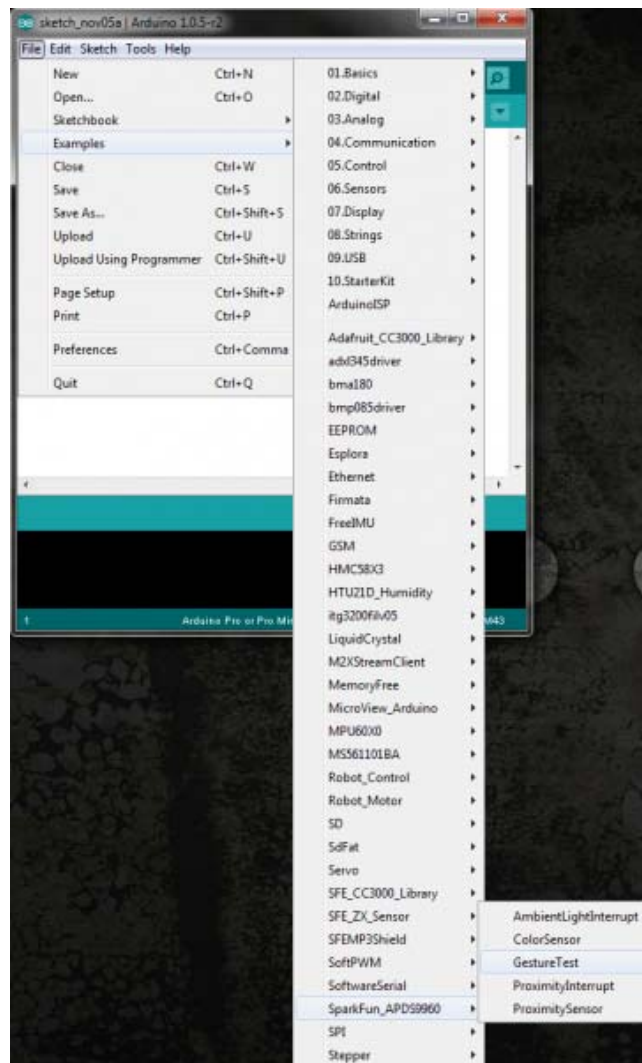 sketch_nov05a | Arduino 1.0.5-r2
File Edit Sketch Tools Help
New Ctrl+N
Open... Ctrl+O
Sketchbook
Examples
Close Ctrl+W
Save Ctrl+S
Save As... Ctrl+Shift+S
Upload Ctrl+U
Upload Using Programmer Ctrl+Shift+U
Page Setup Ctrl+Shift+P
Print Ctrl+P
Preferences Ctrl+Comma
Quit Ctrl+Q
01.Basics
02.Digital
03.Analog
04.Communication
05.Control
06.Sensors
07.Display
08.Strings
09.USB
10.StarterKit
ArduinoISP
Adafruit_CC3000_Library
adxl345driver
bma180
bmp085driver
EEPROM
Esplora
Ethernet
Firmata
FreeIMU
GSM
HMC58X3
HTU21D_Humidity
itg3200filv05
LiquidCrystal
M2XStreamClient
MemoryFree
MicroView_Arduino
MPU60X0
MS561101BA
Robot_Control
Robot_Motor
SD
SdFat
Servo
SFE_CC3000_Library
SFE_ZX_Sensor
SFEMP3Shield
SoftPWM
SoftwareSerial
SparkFun_APDS9960
SPI
Stepper
AmbientLightInterrupt
ColorSensor
GestureTest
ProximityInterrupt
ProximitySensor
1 Arduino Pro or Pro Min M43